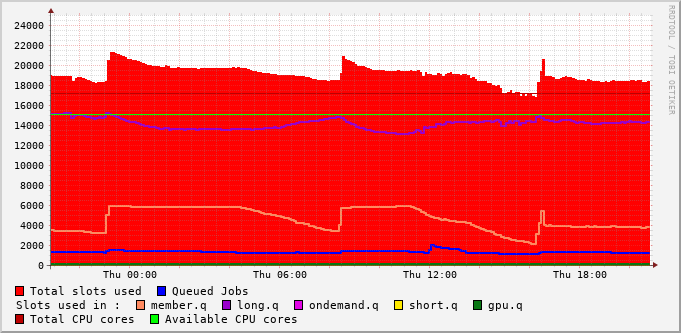 24000
22000
20000
18000
16000
14000
12000
10000
8000
6000
4000
2000
0
Thu 00:00 Thu 06:00 Thu 12:00 Thu 18:00
Total slots used Queued Jobs
Slots used in : member.q long.q ondemand.q short.q gpu.q
Total CPU cores Available CPU cores
RRDTOOL / TOBI OETIKER